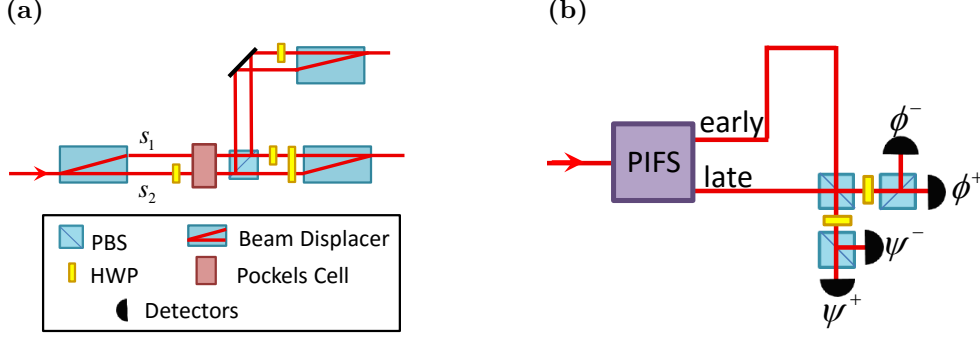 (a)
s₁
s₂
PBS
Beam Displacer
HWP
Pockels Cell
Detectors
(b)
PIFS
early
late
ϕ⁻
ϕ⁺
ψ⁻
ψ⁺